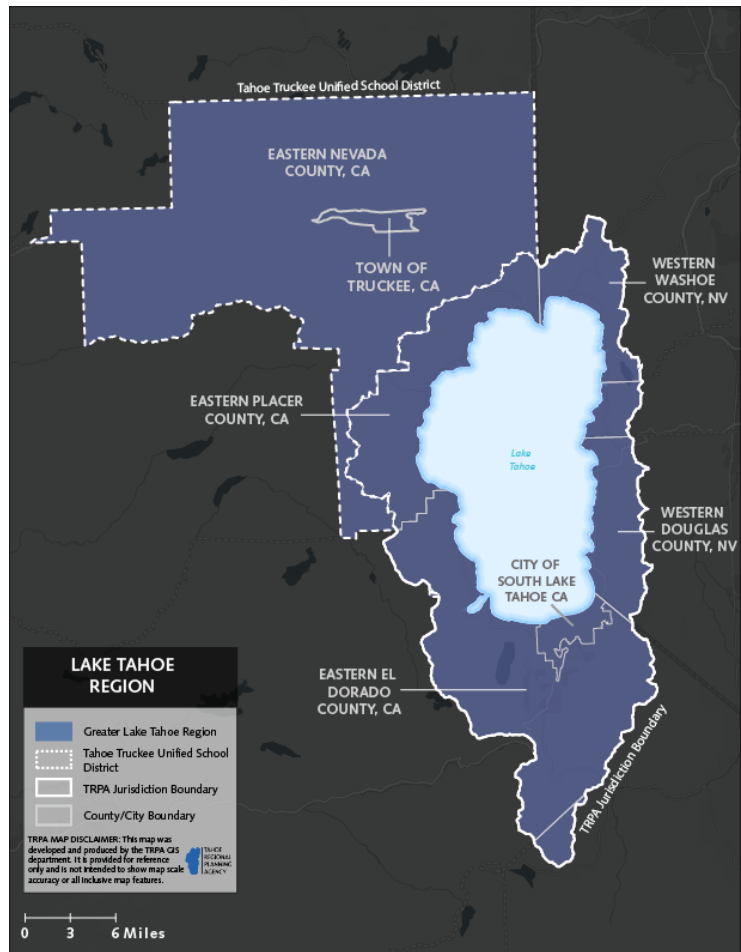 Tahoe Truckee Unified School District
EASTERN NEVADA
COUNTY, CA
TOWN OF
TRUCKEE, CA
WESTERN
WASHOE
COUNTY, NV
EASTERN PLACER
COUNTY, CA
Lake
Tahoe
WESTERN
DOUGLAS
COUNTY, NV
CITY OF
SOUTH LAKE
TAHOE CA
EASTERN EL
DORADO
COUNTY, CA
TRPA Jurisdiction Boundary
LAKE TAHOE
REGION
Greater Lake Tahoe Region
Tahoe Truckee Unified School
District
TRPA Jurisdiction Boundary
County/City Boundary
TRPA MAP DISCLAIMER: This map was
developed and produced by the TRPA GIS
department. It is provided for reference
only and is not intended to show map scale
accuracy or all inclusive map features.
TAHOE
REGIONAL
PLANNING
AGENCY
0 3 6 Miles